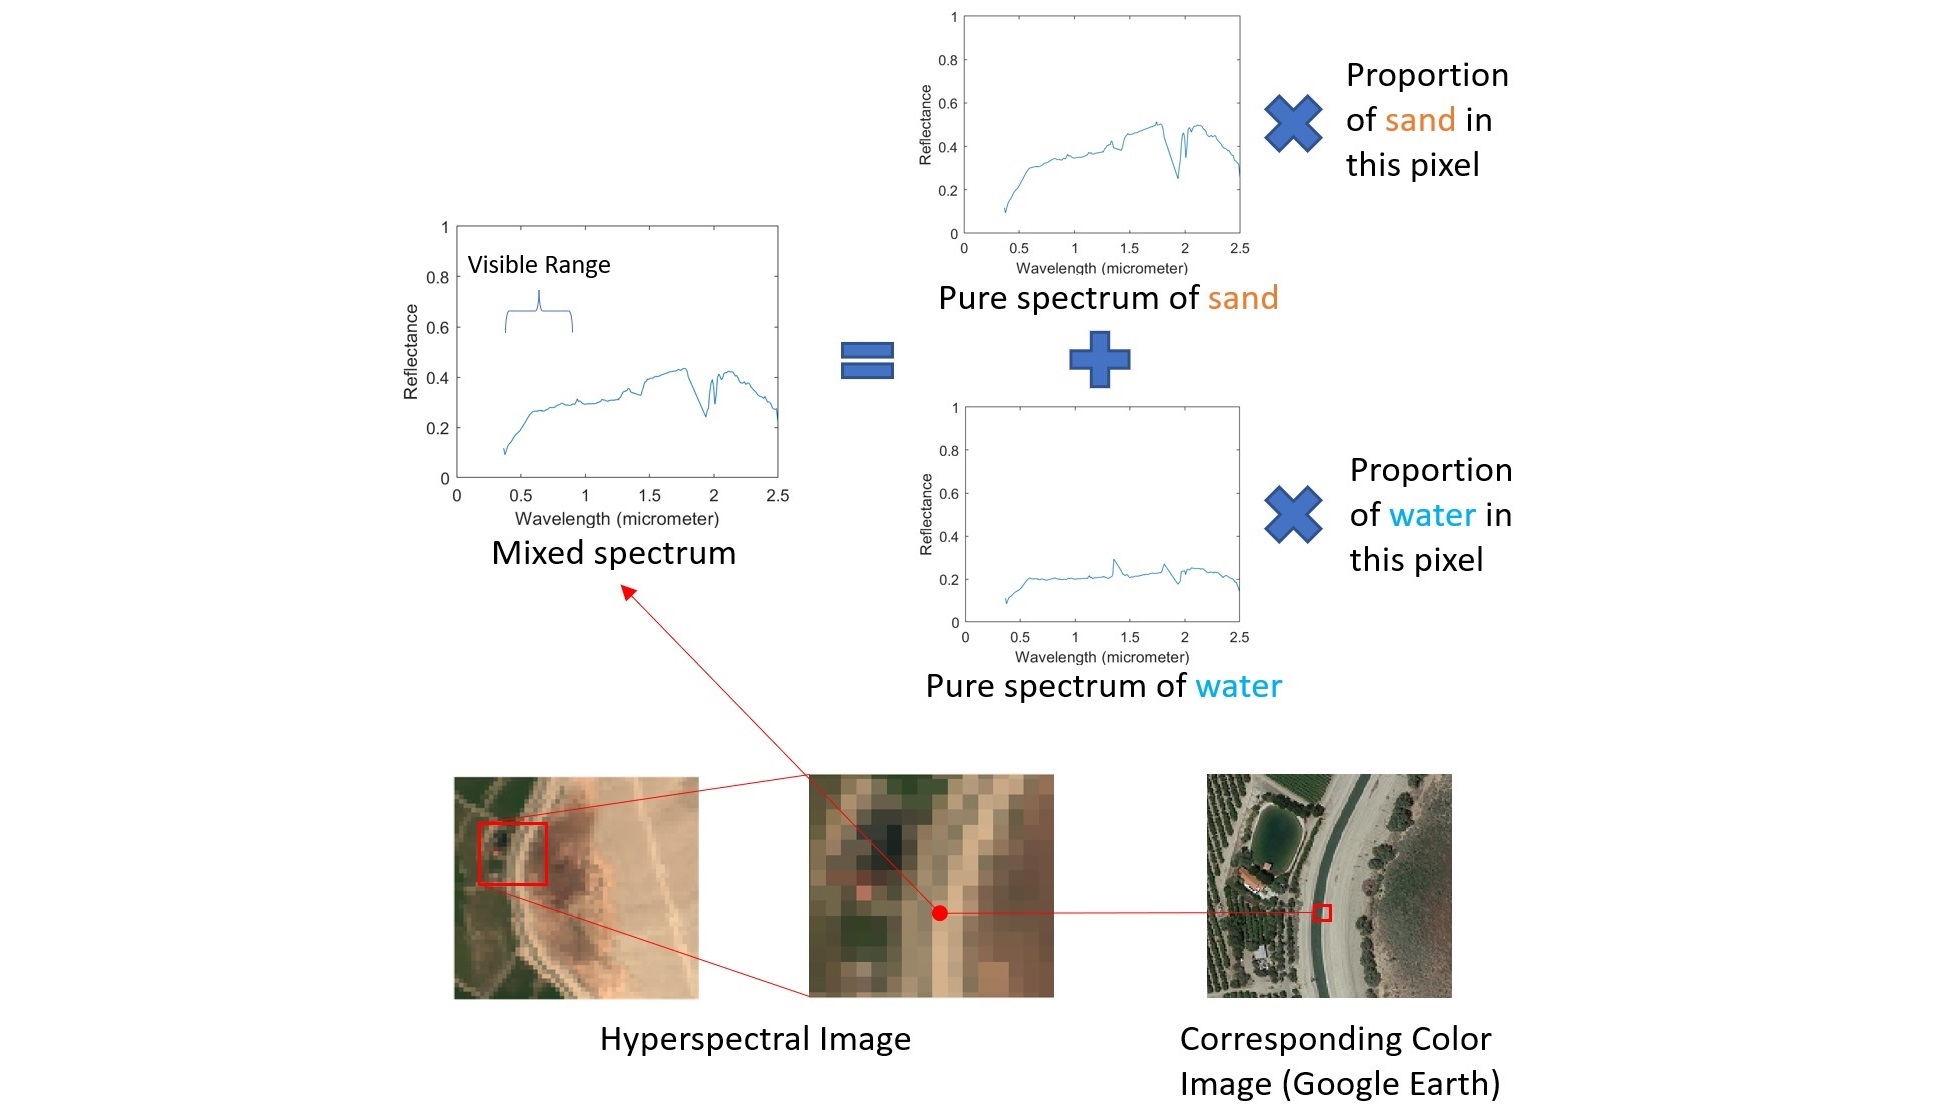 1
0.8
0.6
0.4
0.2
0
Reflectance
0 0.5 1 1.5 2 2.5
Wavelength (micrometer)
Pure spectrum of sand
Proportion
of sand in
this pixel
Visible Range
1
0.8
0.6
0.4
0.2
0
Reflectance
0 0.5 1 1.5 2 2.5
Wavelength (micrometer)
Mixed spectrum
1
0.8
0.6
0.4
0.2
0
Reflectance
0 0.5 1 1.5 2 2.5
Wavelength (micrometer)
Pure spectrum of water
Proportion
of water in
this pixel
Hyperspectral Image
Corresponding Color
Image (Google Earth)